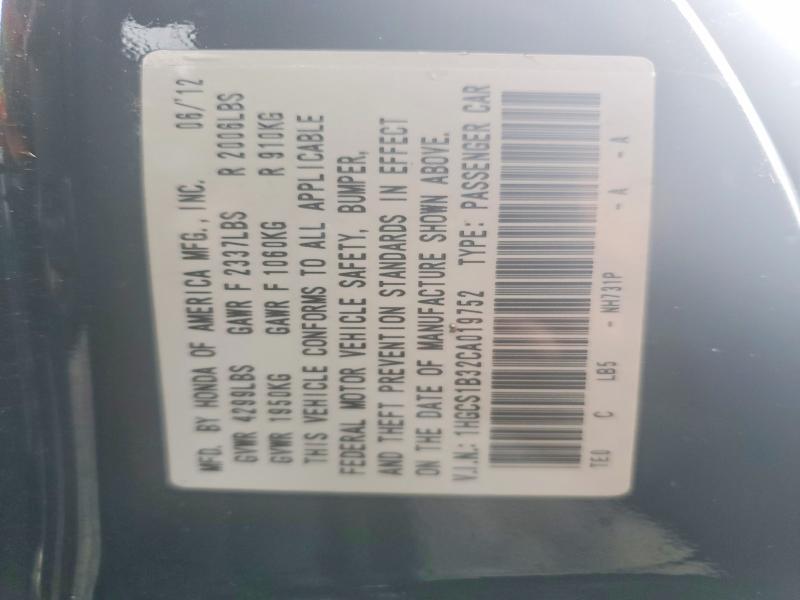 MFD. BY HONDA OF AMERICA MFG., INC. 06/'12
GVWR 4299LBS GAWR F 2337LBS R 2006LBS
GVWR 1950KG GAWR F 1060KG R 910KG
THIS VEHICLE CONFORMS TO ALL APPLICABLE
FEDERAL MOTOR VEHICLE SAFETY, BUMPER,
AND THEFT PREVENTION STANDARDS IN EFFECT
ON THE DATE OF MANUFACTURE SHOWN ABOVE.
V.I.N.: 1HGCS1B32CA019752 TYPE: PASSENGER CAR
TE0 C LB5 - NH731P - A - A